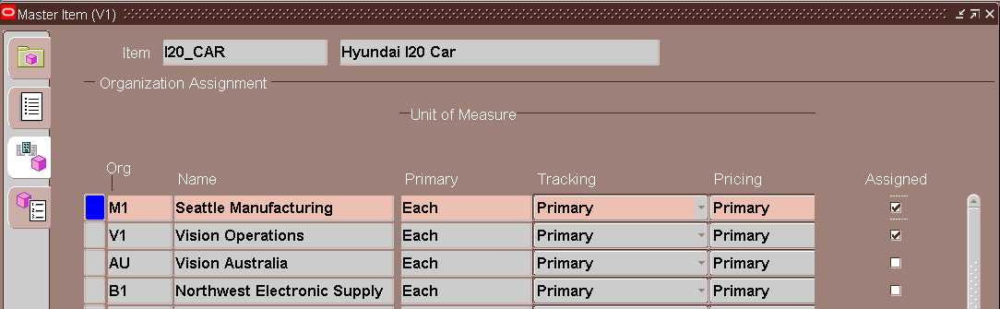 Master Item (V1)
Item I20_CAR Hyundai I20 Car
Organization Assignment
Unit of Measure
Org Name Primary Tracking Pricing Assigned
M1 Seattle Manufacturing Each Primary Primary
V1 Vision Operations Each Primary Primary
AU Vision Australia Each Primary Primary
B1 Northwest Electronic Supply Each Primary Primary